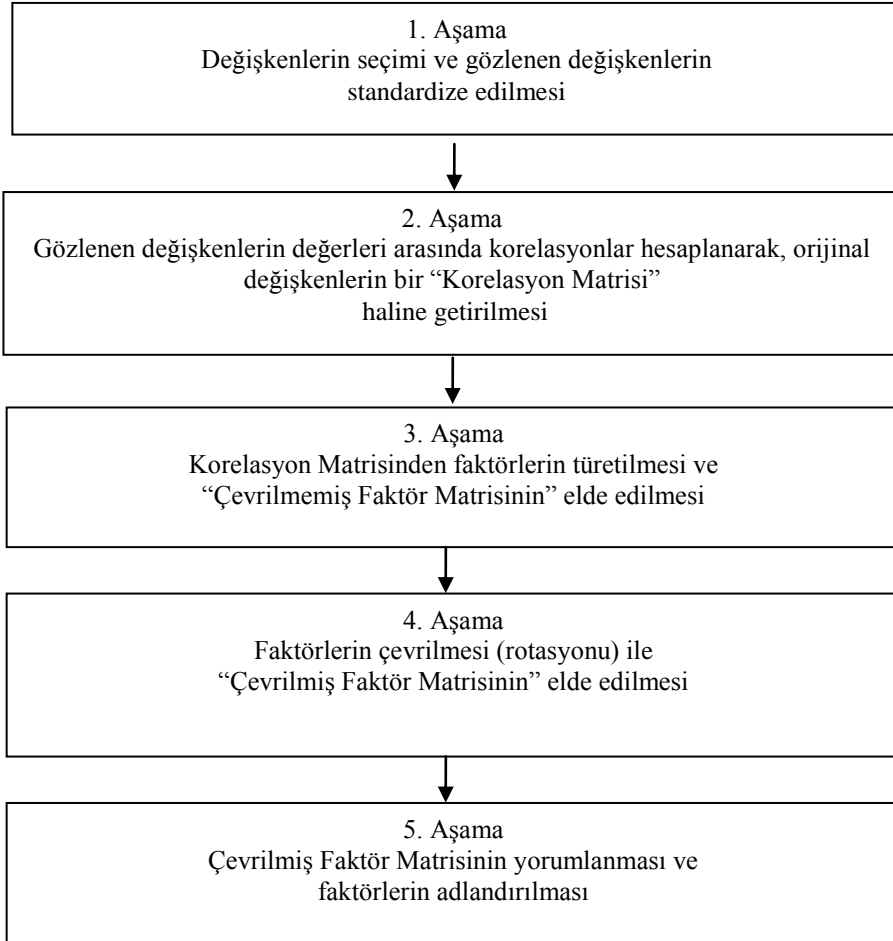 1. Aşama
Değişkenlerin seçimi ve gözlenen değişkenlerin
standardize edilmesi
2. Aşama
Gözlenen değişkenlerin değerleri arasında korelasyonlar hesaplanarak, orijinal
değişkenlerin bir “Korelasyon Matrisi”
haline getirilmesi
3. Aşama
Korelasyon Matrisinden faktörlerin türetilmesi ve
“Çevrilmemiş Faktör Matrisinin” elde edilmesi
4. Aşama
Faktörlerin çevrilmesi (rotasyonu) ile
“Çevrilmiş Faktör Matrisinin” elde edilmesi
5. Aşama
Çevrilmiş Faktör Matrisinin yorumlanması ve
faktörlerin adlandırılması